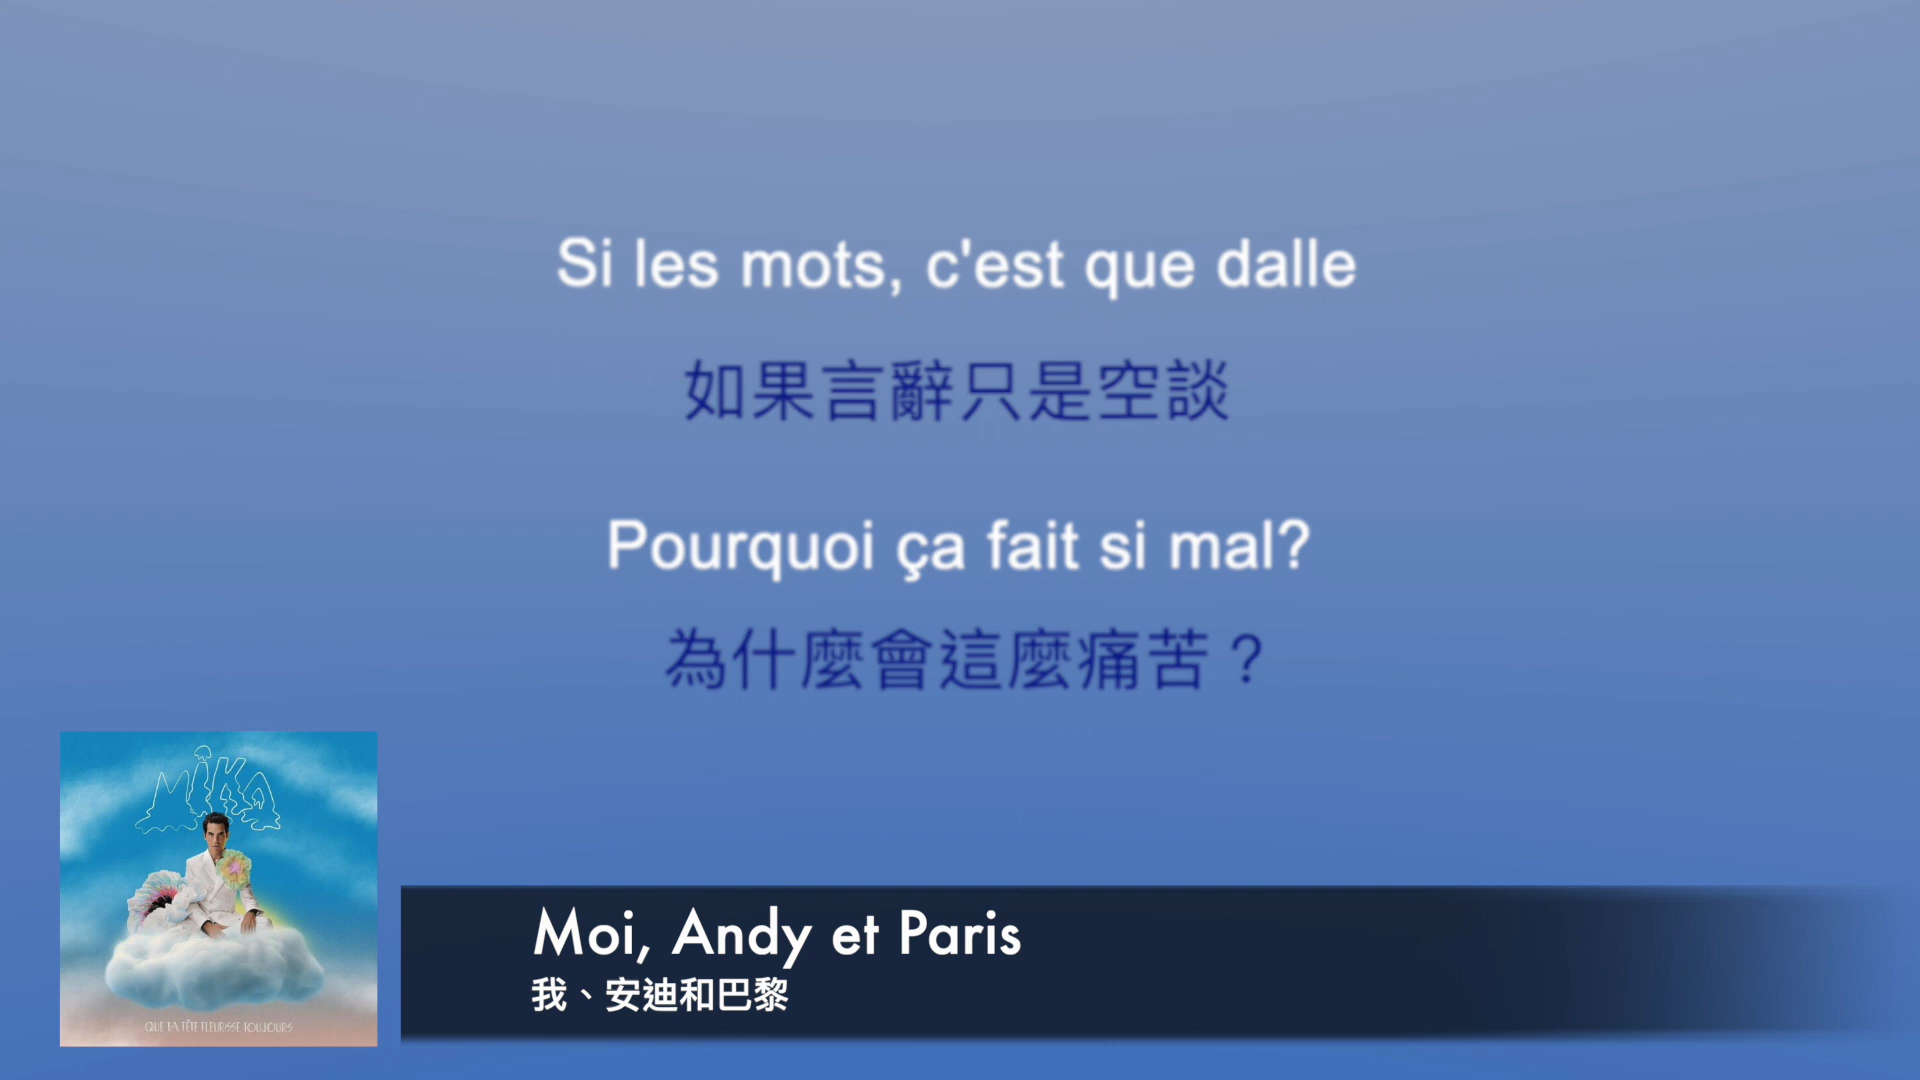 Si les mots, c'est que dalle
如果言辭只是空談
Pourquoi ça fait si mal?
為什麼會這麼痛苦？
MIKA
QUE TA TÊTE FLEURISSE TOUJOURS
Moi, Andy et Paris
我、安迪和巴黎